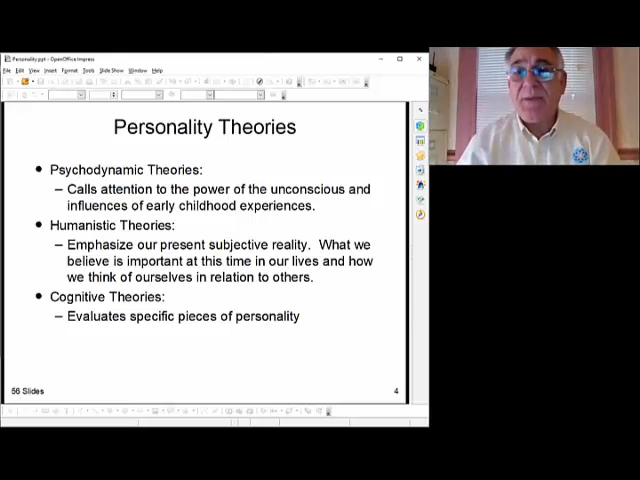 Personality.ppt - OpenOffice Impress
File Edit View Insert Format Tools Slide Show Window Help
Personality Theories
• Psychodynamic Theories:
– Calls attention to the power of the unconscious and
influences of early childhood experiences.
• Humanistic Theories:
– Emphasize our present subjective reality. What we
believe is important at this time in our lives and how
we think of ourselves in relation to others.
• Cognitive Theories:
– Evaluates specific pieces of personality
56 Slides
4